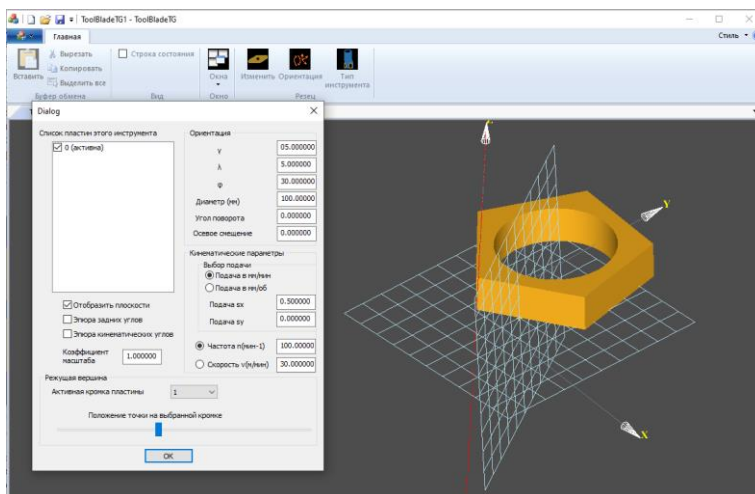 ToolBladeTG1 - ToolBladeTG
Главная
Стиль
Вставить
Вырезать
Копировать
Выделить все
Буфер обмена
Строка состояния
Вид
Окна
Окно
Изменить
Ориентация
Тип инструмента
Резец
Dialog
Список пластин этого инструмента
0 (активна)
Отобразить плоскости
Эпюра задних углов
Эпюра кинематических углов
Коэффициент масштаба
1.000000
Ориентация
γ
05.000000
λ
5.000000
φ
30.000000
Диаметр (мм)
100.00000
Угол поворота
0.000000
Осевое смещение
0.000000
Кинематические параметры
Выбор подачи
Подача в мм/мин
Подача в мм/об
Подача sx
0.500000
Подача sy
0.000000
Частота n(мин-1)
100.00000
Скорость v(м/мин)
30.000000
Режущая вершина
Активная кромка пластины
1
Положение точки на выбранной кромке
OK
Y
X